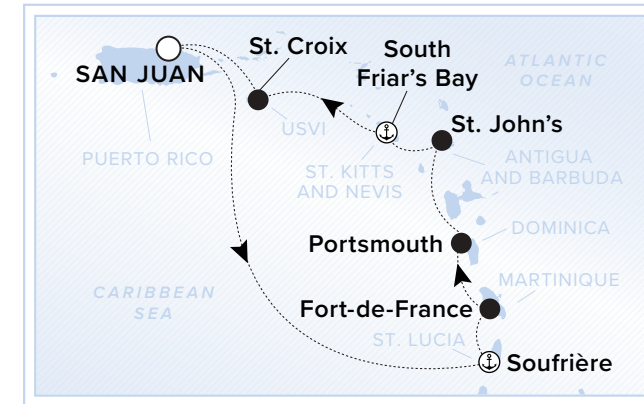 St. Croix
South
Friar's Bay
ATLANTIC
OCEAN
SAN JUAN
USVI
St. John's
PUERTO RICO
ST. KITTS
AND NEVIS
ANTIGUA
AND BARBUDA
Portsmouth
DOMINICA
CARIBBEAN
SEA
MARTINIQUE
Fort-de-France
ST. LUCIA
Soufrière